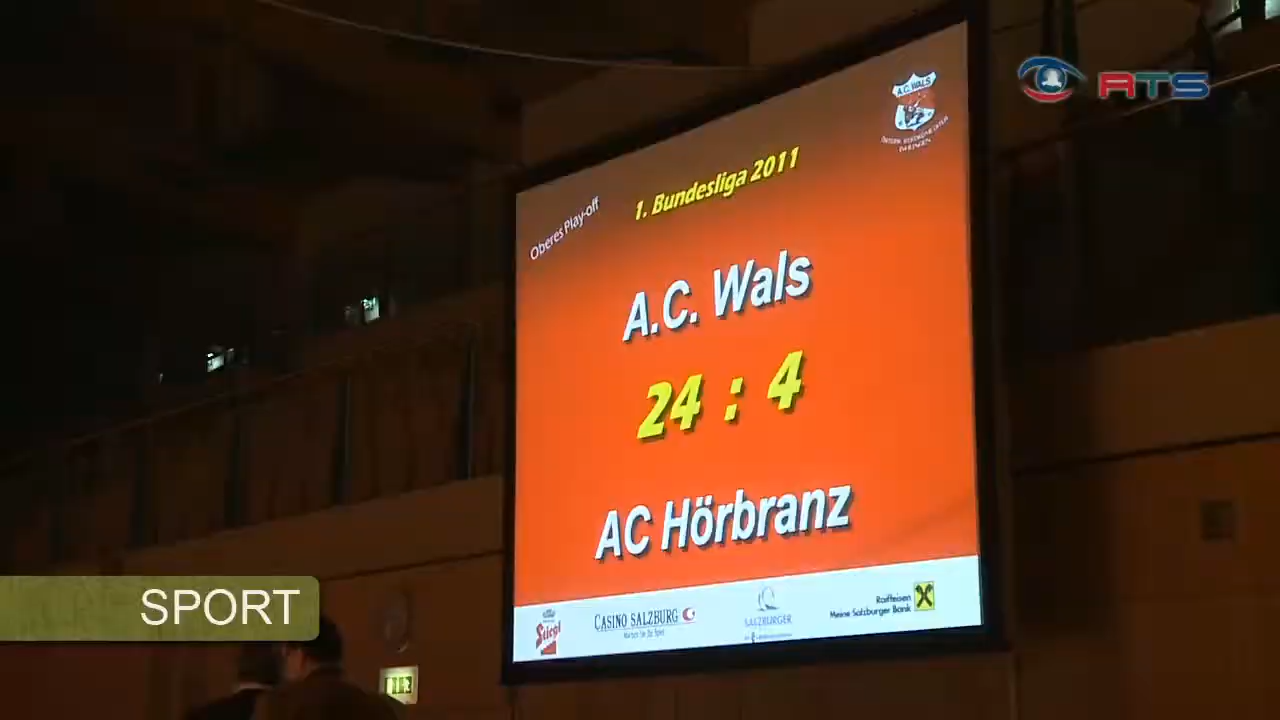 RTS
A.C. WALS
1. Bundesliga 2011
Oberes Play-off
A.C. Wals
24 : 4
AC Hörbranz
SPORT
Stiegl
CASINO SALZBURG
SALZBURGER
Raiffeisen
Meine Salzburger Bank